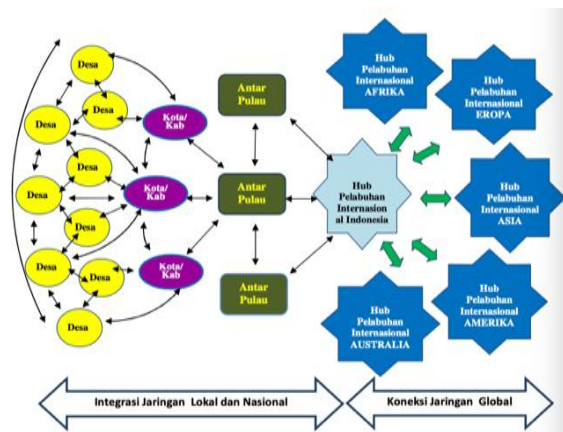 Desa
Desa
Desa
Desa
Desa
Desa
Desa
Desa
Desa
Kota/
Kab
Kota/
Kab
Kota/
Kab
Antar
Pulau
Antar
Pulau
Antar
Pulau
Hub
Pelabuhan
Internasion
al Indonesia
Hub
Pelabuhan
Internasional
AFRIKA
Hub
Pelabuhan
Internasional
EROPA
Hub
Pelabuhan
Internasional
ASIA
Hub
Pelabuhan
Internasional
AMERIKA
Hub
Pelabuhan
Internasional
AUSTRALIA
Integrasi Jaringan Lokal dan Nasional
Koneksi Jaringan Global